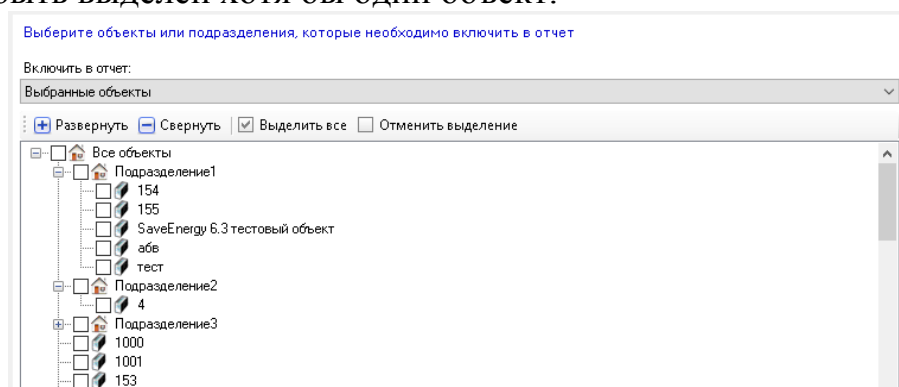 быть выделен хотя бы один объект.
Выберите объекты или подразделения, которые необходимо включить в отчет
Включить в отчет:
Выбранные объекты
Развернуть Свернуть Выделить все Отменить выделение
Все объекты
Подразделение1
154
155
SaveEnergy 6.3 тестовый объект
абв
тест
Подразделение2
4
Подразделение3
1000
1001
153